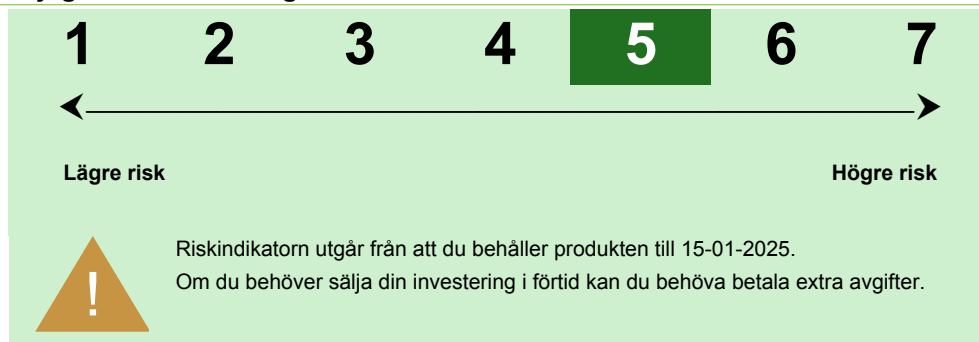 1 2 3 4 5 6 7
Lägre risk Högre risk
Riskindikatorn utgår från att du behåller produkten till 15-01-2025.
! Om du behöver sälja din investering i förtid kan du behöva betala extra avgifter.